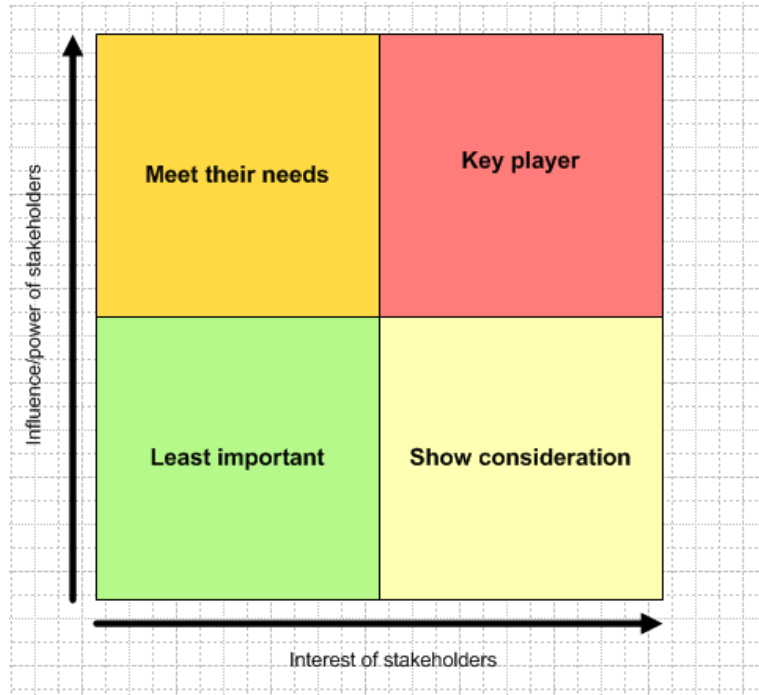 Meet their needs
Key player
Influence/power of stakeholders
Least important
Show consideration
Interest of stakeholders